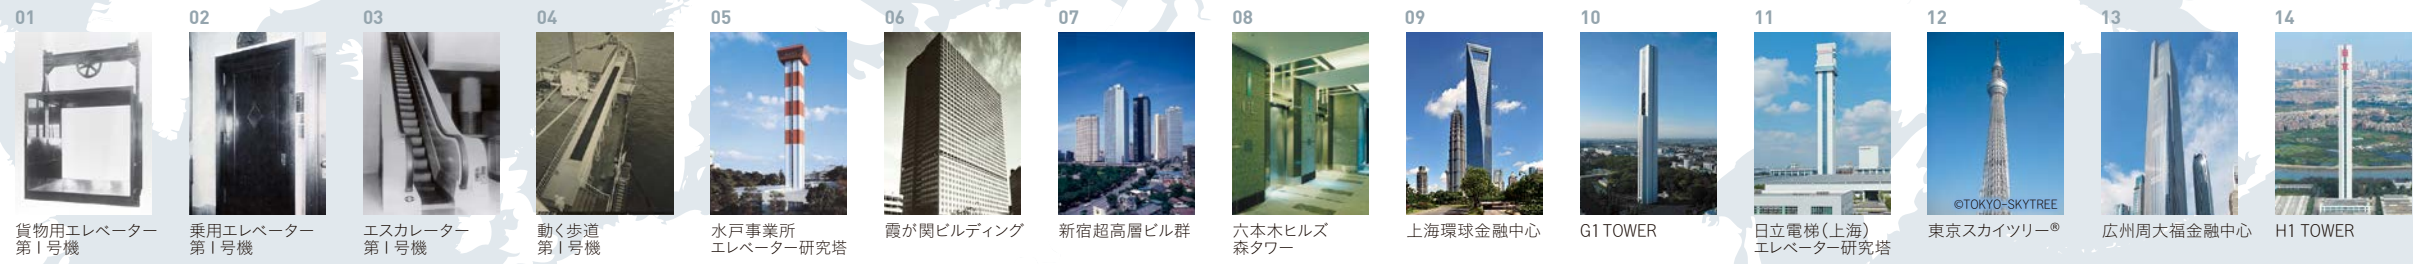 01
貨物用エレベーター
第1号機
02
乗用エレベーター
第1号機
03
エスカレーター
第1号機
04
動く歩道
第1号機
05
水戸事業所
エレベーター研究塔
06
霞が関ビルディング
07
新宿超高層ビル群
08
六本木ヒルズ
森タワー
09
上海環球金融中心
10
G1 TOWER
11
日立電梯(上海)
エレベーター研究塔
12
©TOKYO-SKYTREE
東京スカイツリー®
13
広州周大福金融中心
14
H1 TOWER